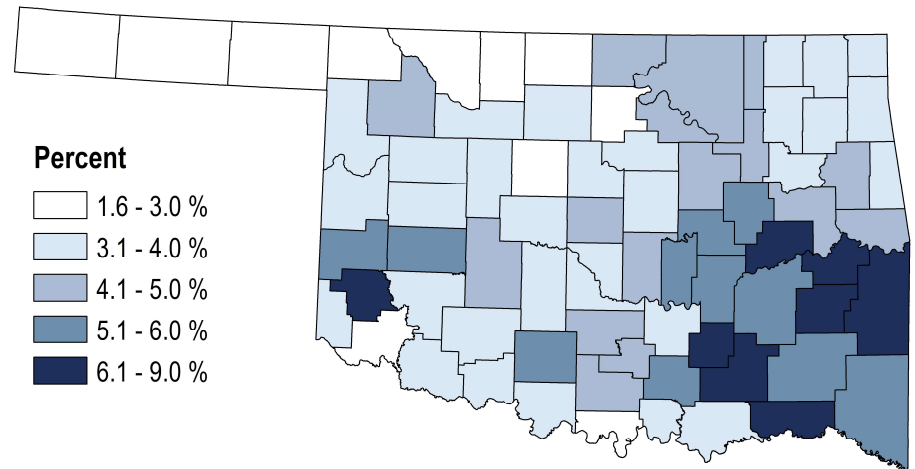 Percent
1.6 - 3.0 %
3.1 - 4.0 %
4.1 - 5.0 %
5.1 - 6.0 %
6.1 - 9.0 %